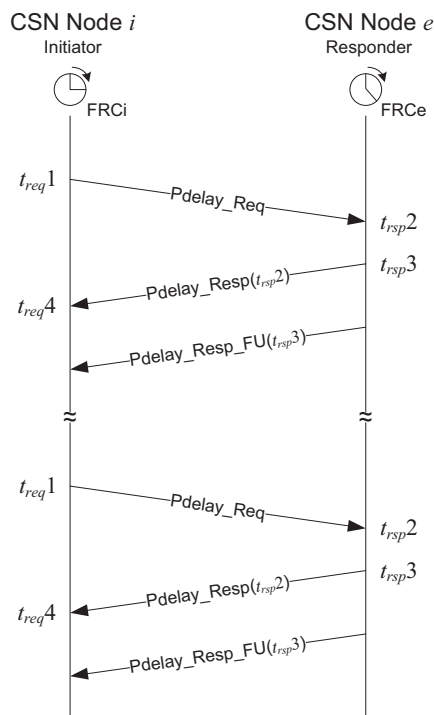 CSN Node i CSN Node e
Initiator Responder
FRCi FRCe
treq1
Pdelay_Req
trsp2
trsp3
Pdelay_Resp(trsp2)
treq4
Pdelay_Resp_FU(trsp3)
≈ ≈
treq1
Pdelay_Req
trsp2
trsp3
Pdelay_Resp(trsp2)
treq4
Pdelay_Resp_FU(trsp3)